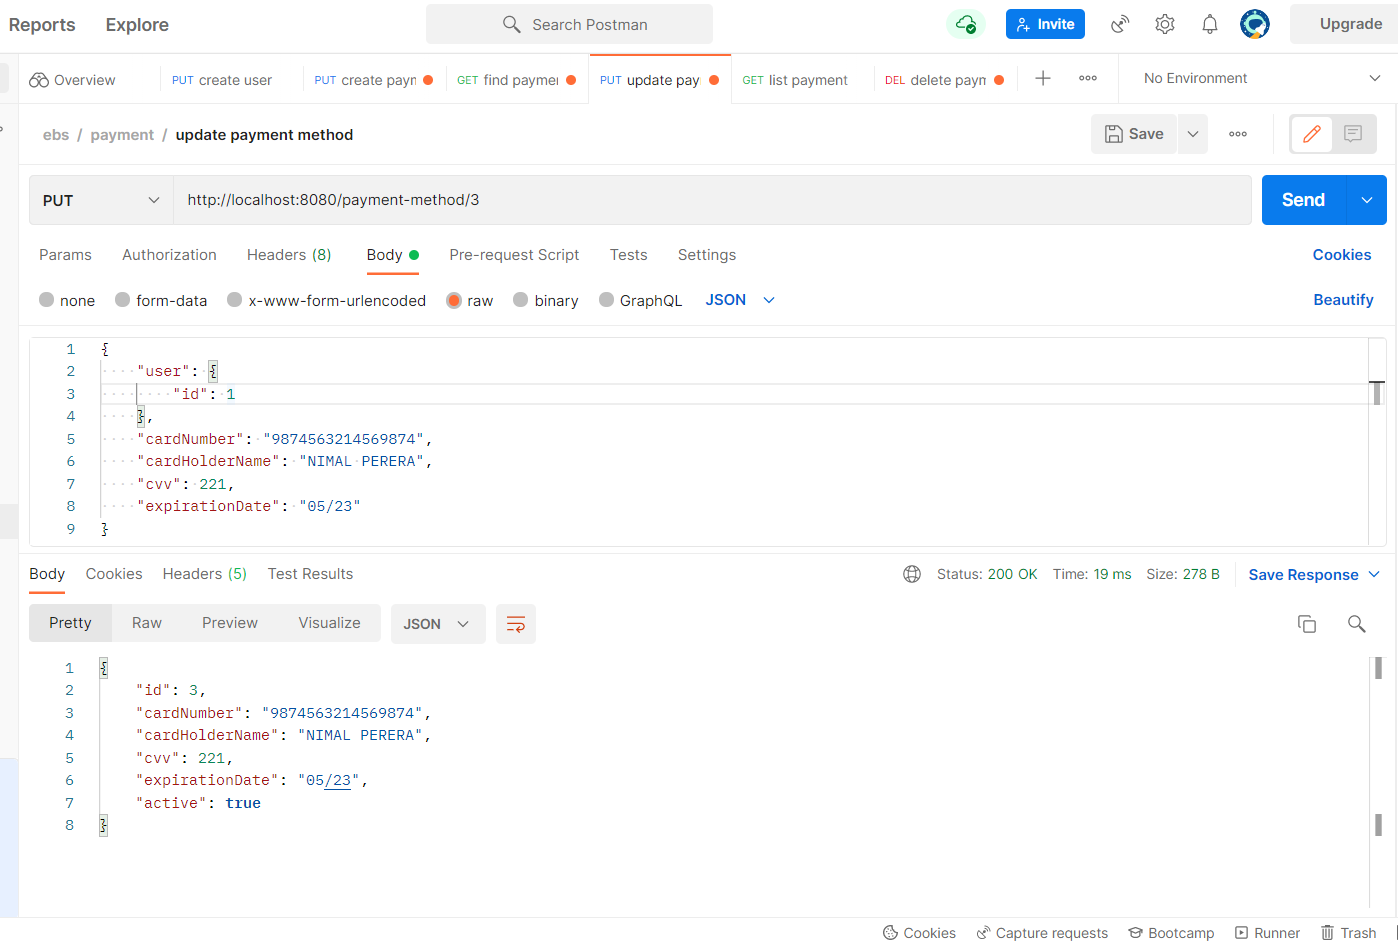 Reports Explore Search Postman Invite Upgrade
Overview PUT create user PUT create payn GET find paymer PUT update pay GET list payment DEL delete paym No Environment
ebs / payment / update payment method Save
PUT http://localhost:8080/payment-method/3 Send
Params Authorization Headers (8) Body Pre-request Script Tests Settings Cookies
none form-data x-www-form-urlencoded raw binary GraphQL JSON Beautify
1 {
2 "user": {
3 "id": 1
4 },
5 "cardNumber": "9874563214569874",
6 "cardHolderName": "NIMAL PERERA",
7 "cvv": 221,
8 "expirationDate": "05/23"
9 }
Body Cookies Headers (5) Test Results Status: 200 OK Time: 19 ms Size: 278 B Save Response
Pretty Raw Preview Visualize JSON
1 {
2 "id": 3,
3 "cardNumber": "9874563214569874",
4 "cardHolderName": "NIMAL PERERA",
5 "cvv": 221,
6 "expirationDate": "05/23",
7 "active": true
8 }
Cookies Capture requests Bootcamp Runner Trash